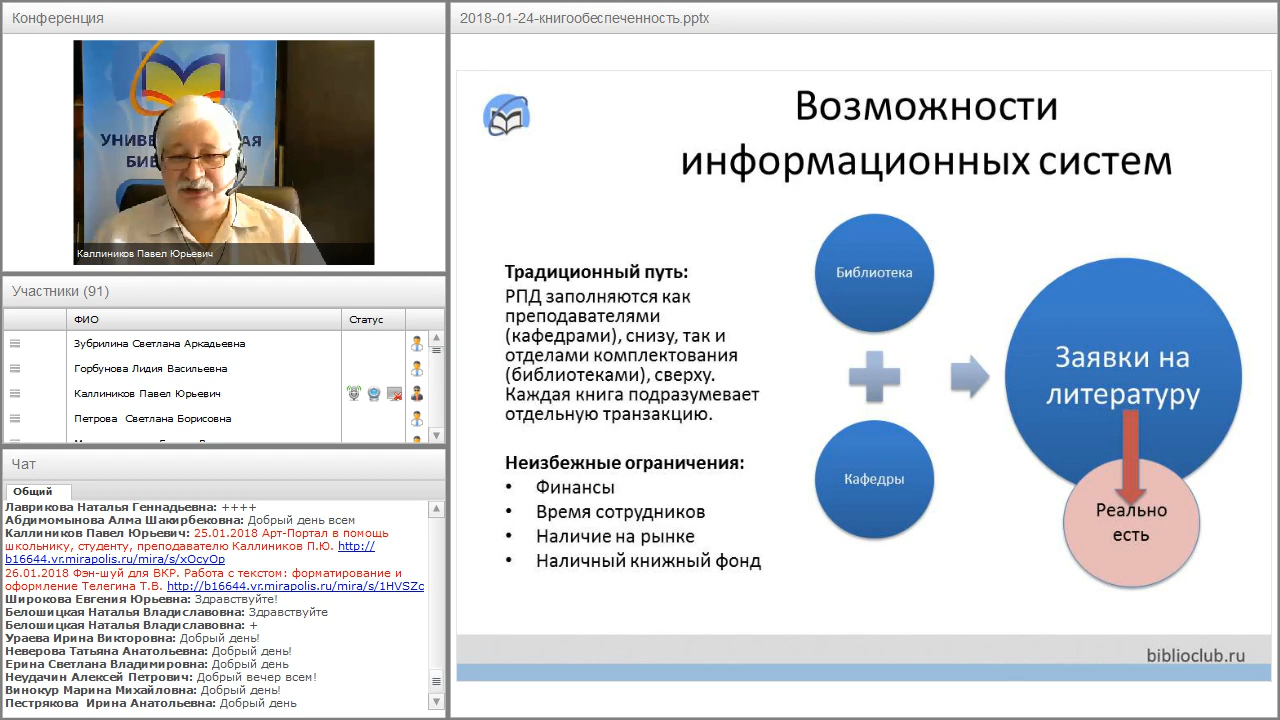 Конференция
УНИВЕ
АЯ
БИБ
Каллиников Павел Юрьевич
Участники (91)
ФИО
Статус
Зубрилина Светлана Аркадьевна
Горбунова Лидия Васильевна
Каллиников Павел Юрьевич
Петрова Светлана Борисовна
Чат
Общий
Лаврикова Наталья Геннадьевна: ++++
Абдимомынова Алма Шакирбековна: Добрый день всем
Каллиников Павел Юрьевич: 25.01.2018 Арт-Портал в помощь
школьнику, студенту, преподавателю Каллиников П.Ю. http://
b16644.vr.mirapolis.ru/mira/s/xOcyOp
26.01.2018 Фэн-шуй для ВКР. Работа с текстом: форматирование и
оформление Телегина Т.В. http://b16644.vr.mirapolis.ru/mira/s/1HVSZc
Широкова Евгения Юрьевна: Здравствуйте!
Белошицкая Наталья Владиславовна: Здравствуйте
Белошицкая Наталья Владиславовна: +
Ураева Ирина Викторовна: Добрый день!
Неверова Татьяна Анатольевна: Добрый день!
Ерина Светлана Владимировна: Добрый день
Неудачин Алексей Петрович: Добрый вечер всем!
Винокур Марина Михайловна: Добрый день!
Пестрякова Ирина Анатольевна: Добрый день
2018-01-24-книгообеспеченность.pptx
Возможности
информационных систем
Традиционный путь:
РПД заполняются как
преподавателями
(кафедрами), снизу, так и
отделами комплектования
(библиотеками), сверху.
Каждая книга подразумевает
отдельную транзакцию.
Неизбежные ограничения:
• Финансы
• Время сотрудников
• Наличие на рынке
• Наличный книжный фонд
Библиотека
Кафедры
Заявки на
литературу
Реально
есть
biblioclub.ru